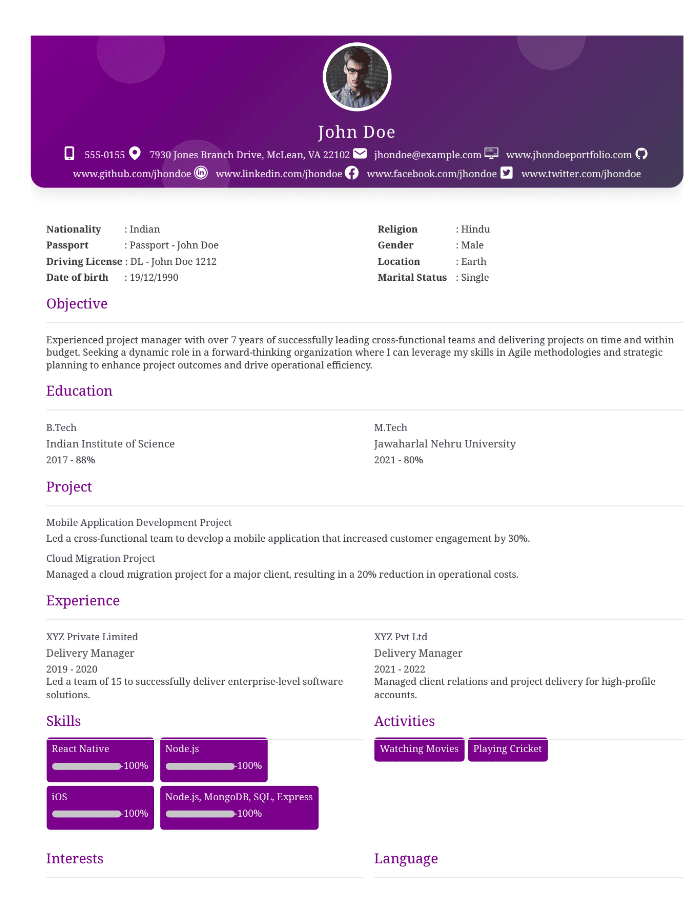 John Doe
555-0155 7930 Jones Branch Drive, McLean, VA 22102 jhondoe@example.com www.jhondoeportfolio.com
www.github.com/jhondoe www.linkedin.com/jhondoe www.facebook.com/jhondoe www.twitter.com/jhondoe
Nationality : Indian
Passport : Passport - John Doe
Driving License : DL - John Doe 1212
Date of birth : 19/12/1990
Religion : Hindu
Gender : Male
Location : Earth
Marital Status : Single
Objective
Experienced project manager with over 7 years of successfully leading cross-functional teams and delivering projects on time and within
budget. Seeking a dynamic role in a forward-thinking organization where I can leverage my skills in Agile methodologies and strategic
planning to enhance project outcomes and drive operational efficiency.
Education
B.Tech
Indian Institute of Science
2017 - 88%
M.Tech
Jawaharlal Nehru University
2021 - 80%
Project
Mobile Application Development Project
Led a cross-functional team to develop a mobile application that increased customer engagement by 30%.
Cloud Migration Project
Managed a cloud migration project for a major client, resulting in a 20% reduction in operational costs.
Experience
XYZ Private Limited
Delivery Manager
2019 - 2020
Led a team of 15 to successfully deliver enterprise-level software
solutions.
XYZ Pvt Ltd
Delivery Manager
2021 - 2022
Managed client relations and project delivery for high-profile
accounts.
Skills
React Native
-100%
Node.js
-100%
iOS
-100%
Node.js, MongoDB, SQL, Express
-100%
Activities
Watching Movies
Playing Cricket
Interests
Language